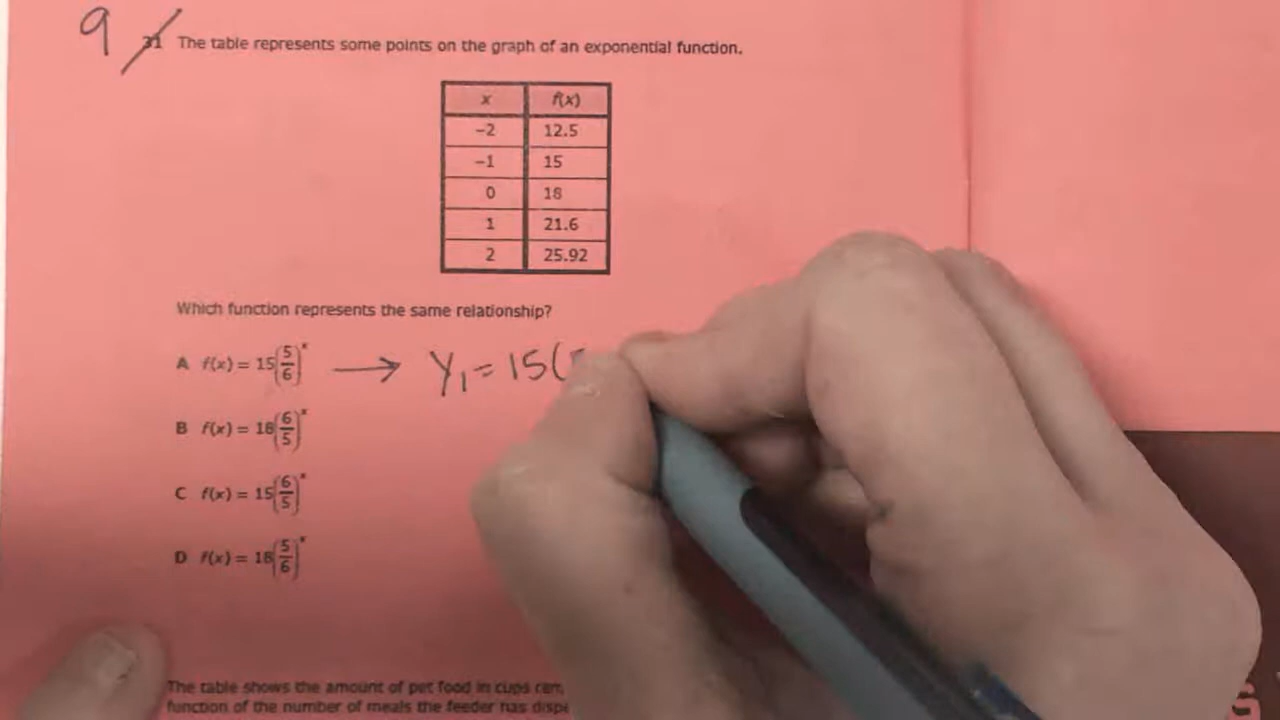 9 31 The table represents some points on the graph of an exponential function.
x f(x)
-2 12.5
-1 15
0 18
1 21.6
2 25.92
Which function represents the same relationship?
A f(x) = 15(5/6)^x → Y₁ = 15(
B f(x) = 18(6/5)^x
C f(x) = 15(6/5)^x
D f(x) = 18(5/6)^x
The table shows the amount of pet food in cups
function of the number of meals the feeder has